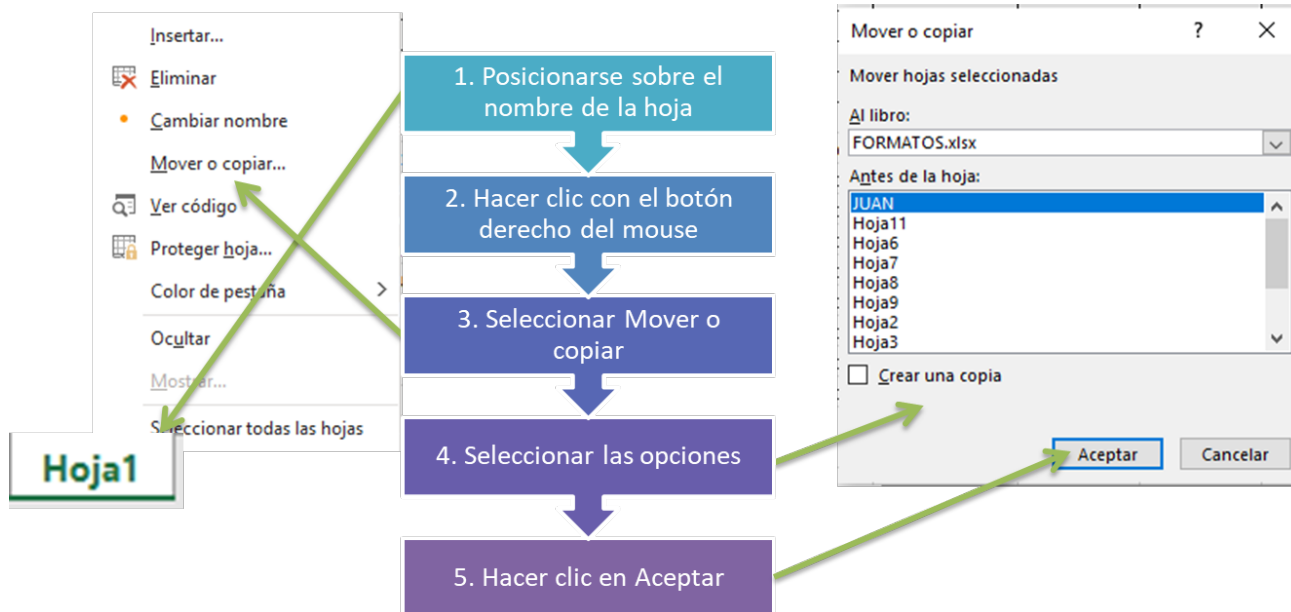 Insertar...
Eliminar
Cambiar nombre
Mover o copiar...
Ver código
Proteger hoja...
Color de pestaña
Ocultar
Mostrar...
Seleccionar todas las hojas
Hoja1
1. Posicionarse sobre el
nombre de la hoja
2. Hacer clic con el botón
derecho del mouse
3. Seleccionar Mover o
copiar
4. Seleccionar las opciones
5. Hacer clic en Aceptar
Mover o copiar
Mover hojas seleccionadas
Al libro:
FORMATOS.xlsx
Antes de la hoja:
JUAN
Hoja11
Hoja6
Hoja7
Hoja8
Hoja9
Hoja2
Hoja3
Crear una copia
Aceptar Cancelar